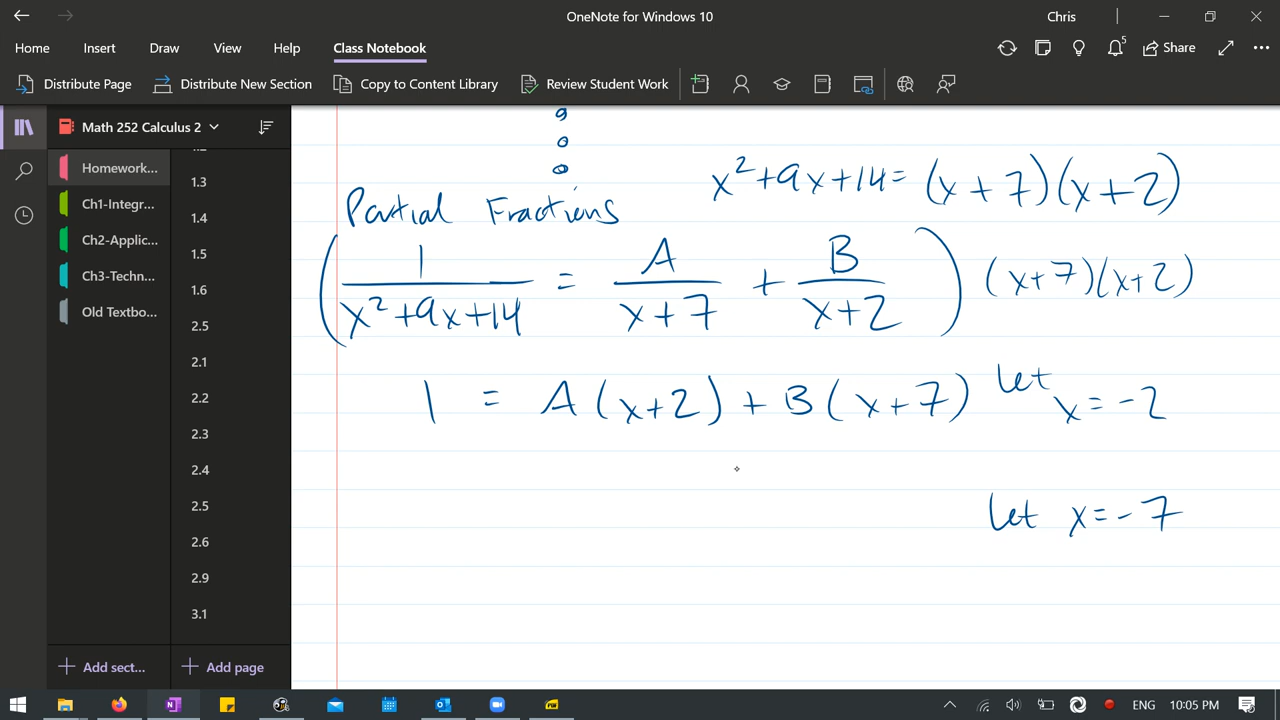 OneNote for Windows 10
Chris
Home Insert Draw View Help Class Notebook
5 Share
Distribute Page Distribute New Section Copy to Content Library Review Student Work
Math 252 Calculus 2
Homework...
Ch1-Integr...
Ch2-Applic...
Ch3-Techn...
Old Textbo...
1.3
1.4
1.5
1.6
2.5
2.1
2.2
2.3
2.4
2.5
2.6
2.9
3.1
Add sect... Add page
x²+9x+14= (x+7)(x+2)
Partial Fractions
(1/(x²+9x+14) = A/(x+7) + B/(x+2)) (x+7)(x+2)
1 = A(x+2) + B(x+7) let x=-2
let x=-7
ENG 10:05 PM